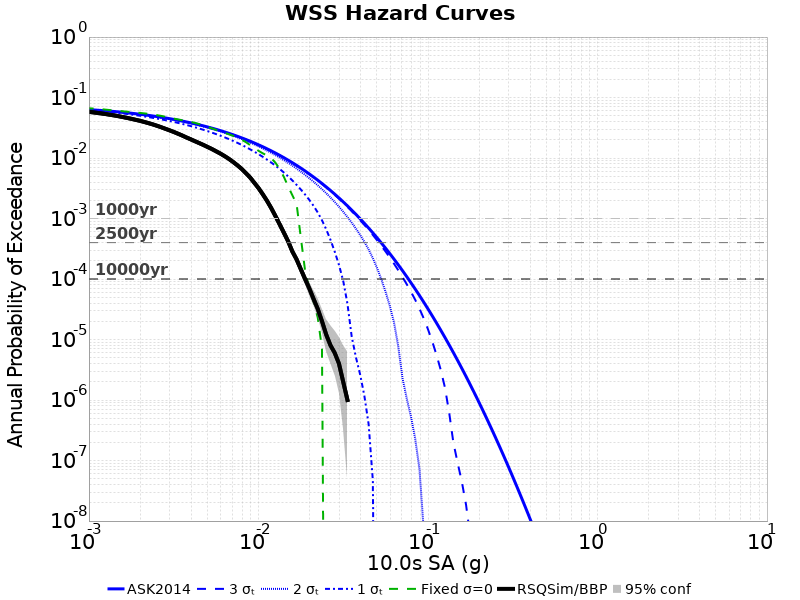 WSS Hazard Curves
Annual Probability of Exceedance
10^0
10^-1
10^-2
10^-3
10^-4
10^-5
10^-6
10^-7
10^-8
1000yr
2500yr
10000yr
10^-3 10^-2 10^-1 10^0 10^1
10.0s SA (g)
ASK2014 3 σₜ 2 σₜ 1 σₜ Fixed σ=0 RSQSim/BBP 95% conf